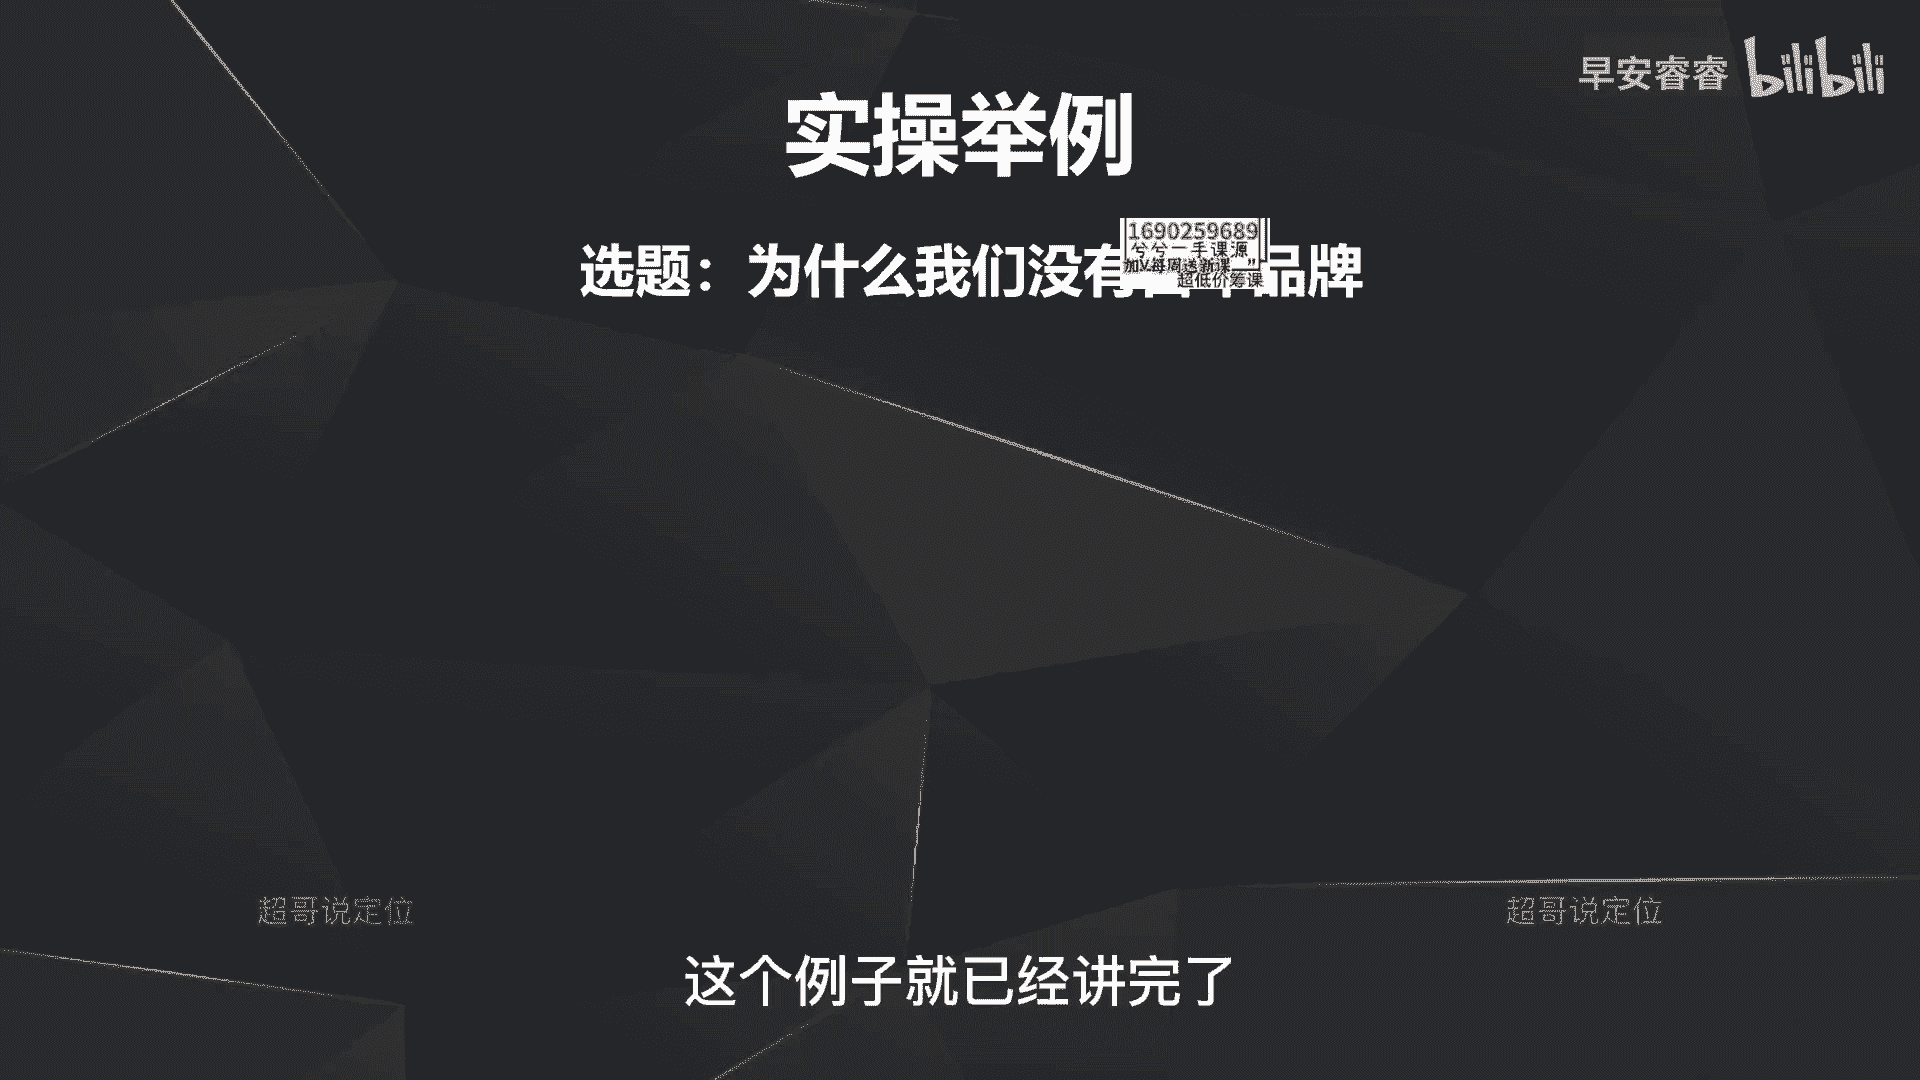 早安睿睿 bilibili
实操举例
选题：为什么我们没有 品牌
1690259689
兮兮一手课源
加V每周送新课
超低价筹课
超哥说定位
超哥说定位
这个例子就已经讲完了